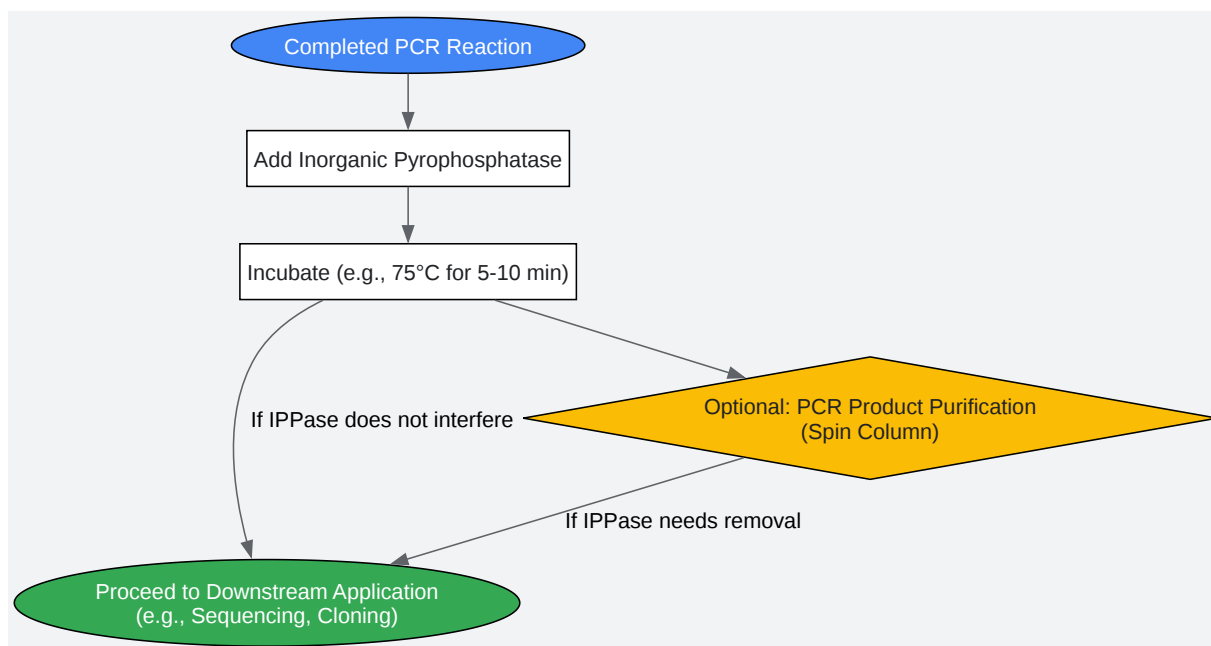 Completed PCR Reaction
Add Inorganic Pyrophosphatase
Incubate (e.g., 75°C for 5-10 min)
If IPPase does not interfere
Optional: PCR Product Purification
(Spin Column)
If IPPase needs removal
Proceed to Downstream Application
(e.g., Sequencing, Cloning)